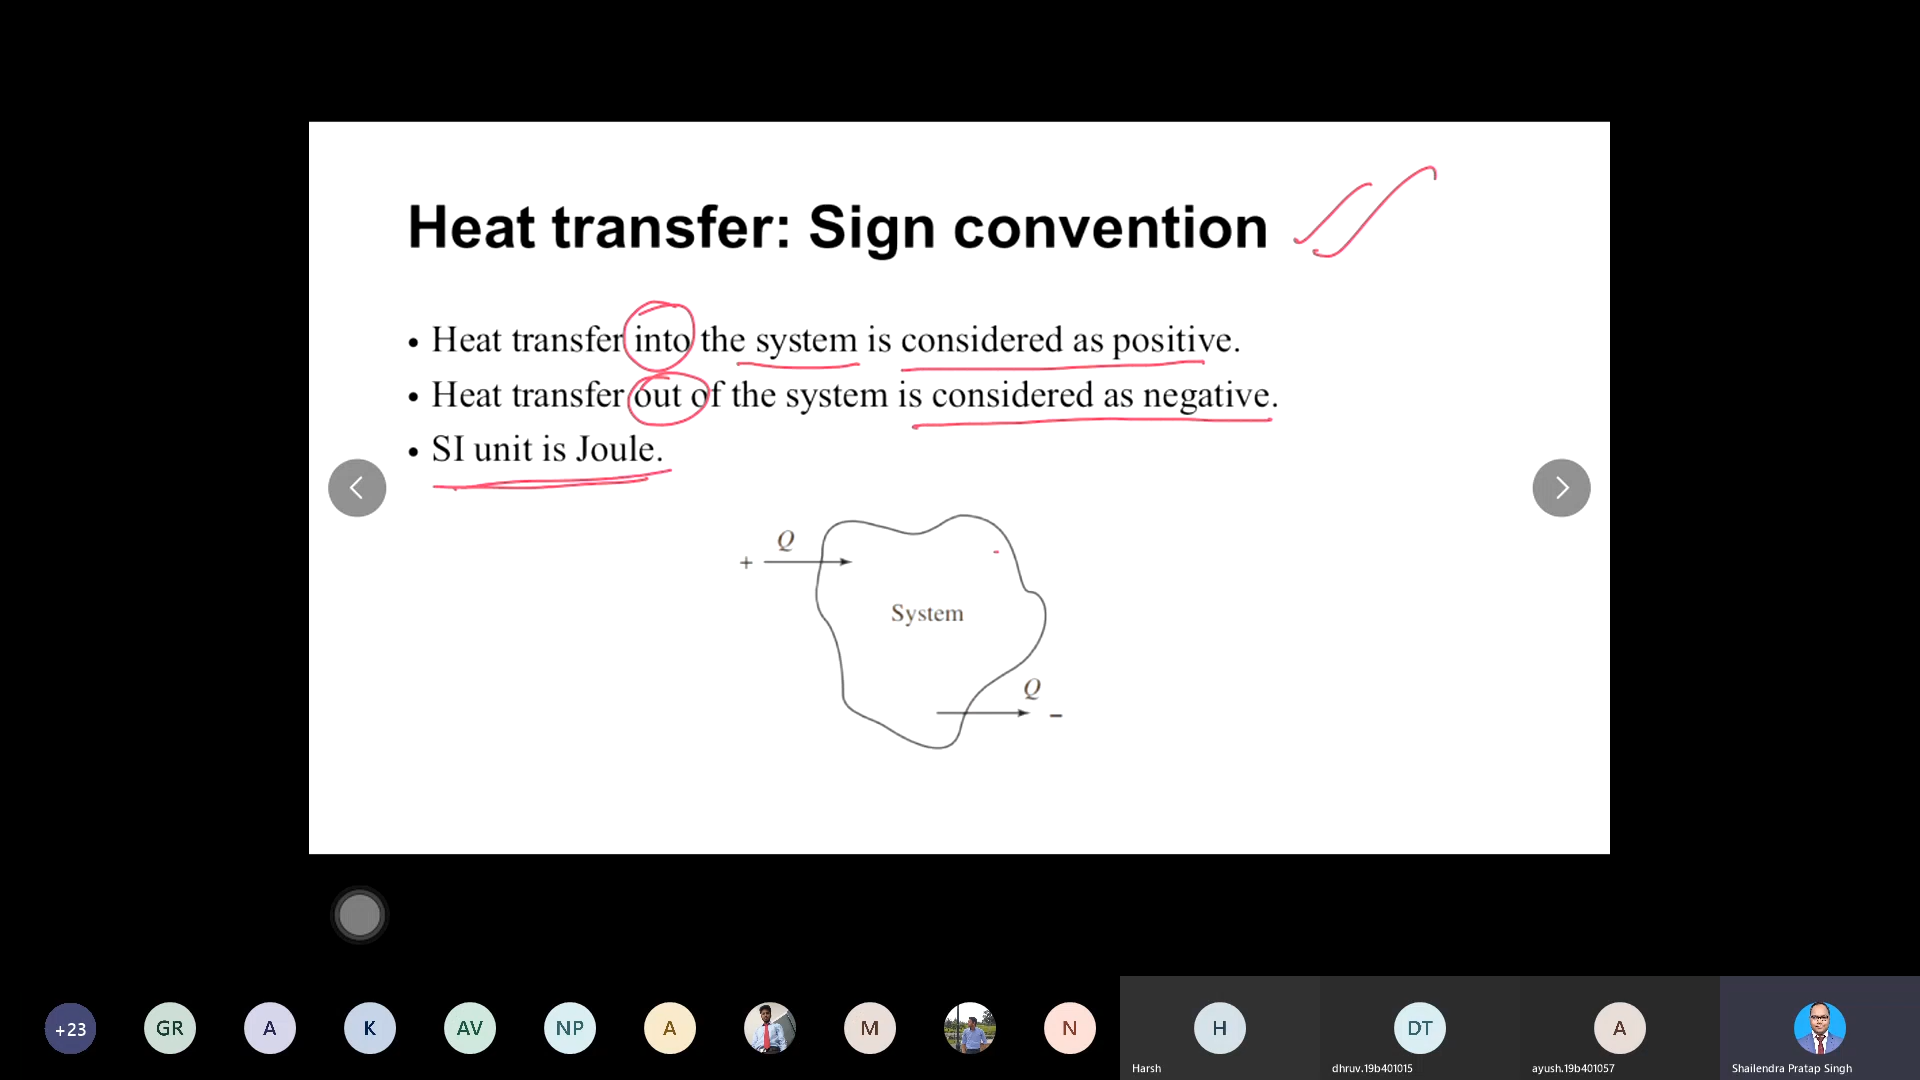 Heat transfer: Sign convention
• Heat transfer into the system is considered as positive.
• Heat transfer out of the system is considered as negative.
• SI unit is Joule.
Q
+
System
Q
-
+23
GR
A
K
AV
NP
A
M
N
H
DT
A
Harsh
dhruv.19b401015
ayush.19b401057
Shailendra Pratap Singh